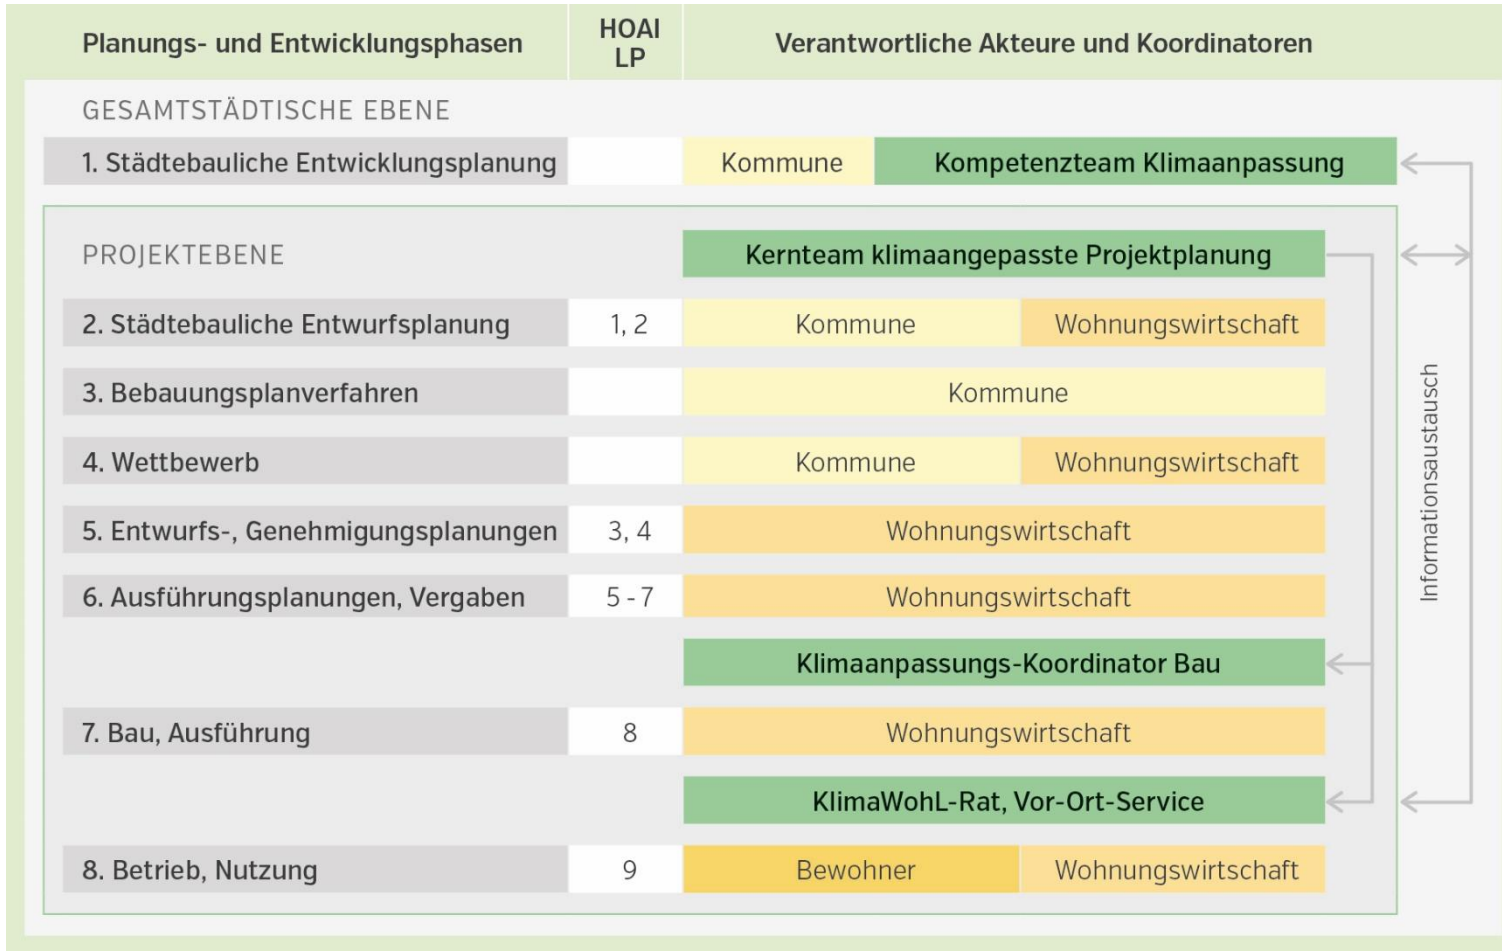 Planungs- und Entwicklungsphasen
HOAI
LP
Verantwortliche Akteure und Koordinatoren
GESAMTSTÄDTISCHE EBENE
1. Städtebauliche Entwicklungsplanung
Kommune
Kompetenzteam Klimaanpassung
PROJEKTEBENE
Kernteam klimaangepasste Projektplanung
2. Städtebauliche Entwurfsplanung
1, 2
Kommune
Wohnungswirtschaft
3. Bebauungsplanverfahren
Kommune
4. Wettbewerb
Kommune
Wohnungswirtschaft
5. Entwurfs-, Genehmigungsplanungen
3, 4
Wohnungswirtschaft
6. Ausführungsplanungen, Vergaben
5 - 7
Wohnungswirtschaft
Klimaanpassungs-Koordinator Bau
7. Bau, Ausführung
8
Wohnungswirtschaft
KlimaWohL-Rat, Vor-Ort-Service
8. Betrieb, Nutzung
9
Bewohner
Wohnungswirtschaft
Informationsaustausch